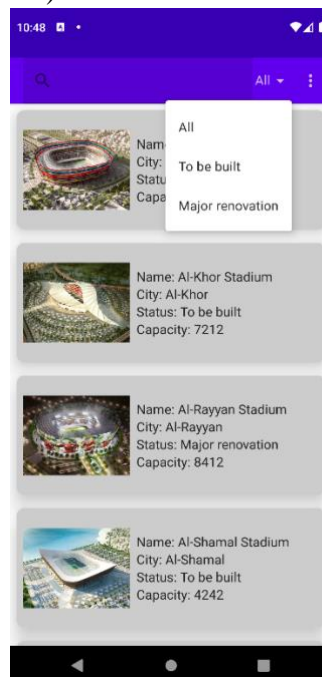 10:48
All
All
To be built
Major renovation
Nam
City:
Statu
Capa
Name: Al-Khor Stadium
City: Al-Khor
Status: To be built
Capacity: 7212
Name: Al-Rayyan Stadium
City: Al-Rayyan
Status: Major renovation
Capacity: 8412
Name: Al-Shamal Stadium
City: Al-Shamal
Status: To be built
Capacity: 4242